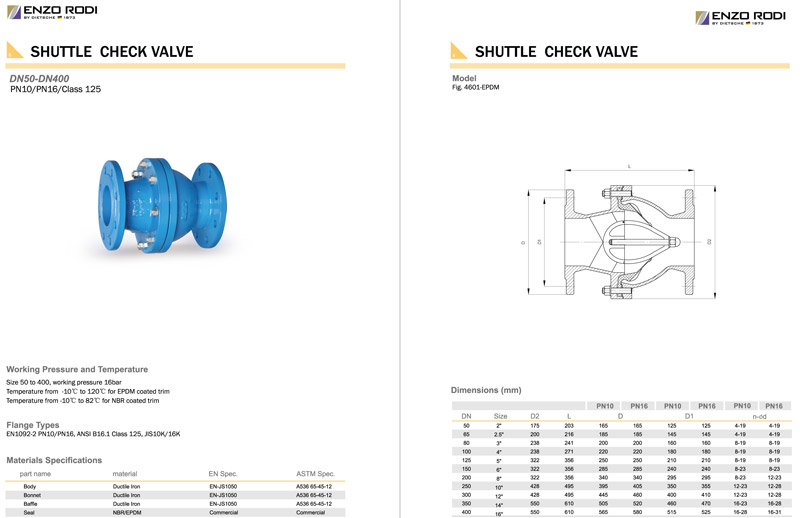 ENZO RODI
BY DIETSCHE 1873
SHUTTLE CHECK VALVE
DN50-DN400
PN10/PN16/Class 125
Working Pressure and Temperature
Size 50 to 400, working pressure 16bar
Temperature from -10℃ to 120℃ for EPDM coated trim
Temperature from -10℃ to 82℃ for NBR coated trim
Flange Types
EN1092-2 PN10/PN16, ANSI B16.1 Class 125, JIS10K/16K
Materials Specifications
part name material EN Spec. ASTM Spec.
Body Ductile Iron EN-JS1050 A536 65-45-12
Bonnet Ductile Iron EN-JS1050 A536 65-45-12
Baffle Ductile Iron EN-JS1050 A536 65-45-12
Seal NBR/EPDM Commercial Commercial
ENZO RODI
BY DIETSCHE 1873
SHUTTLE CHECK VALVE
Model
Fig. 4601-EPDM
L
D
D1
D2
Dimensions (mm)
PN10 PN16 PN10 PN16 PN10 PN16
DN Size D2 L D D1 n-ød
50 2" 175 203 165 165 125 125 4-19 4-19
65 2.5" 200 216 185 185 145 145 4-19 4-19
80 3" 238 241 200 200 160 160 8-19 8-19
100 4" 238 271 220 220 180 180 8-19 8-19
125 5" 322 356 250 250 210 210 8-19 8-19
150 6" 322 356 285 285 240 240 8-23 8-23
200 8" 322 356 340 340 295 295 8-23 12-23
250 10" 428 495 395 405 350 355 12-23 12-28
300 12" 428 495 445 460 400 410 12-23 12-28
350 14" 550 610 505 520 460 470 16-23 16-28
400 16" 550 610 565 580 515 525 16-28 16-31